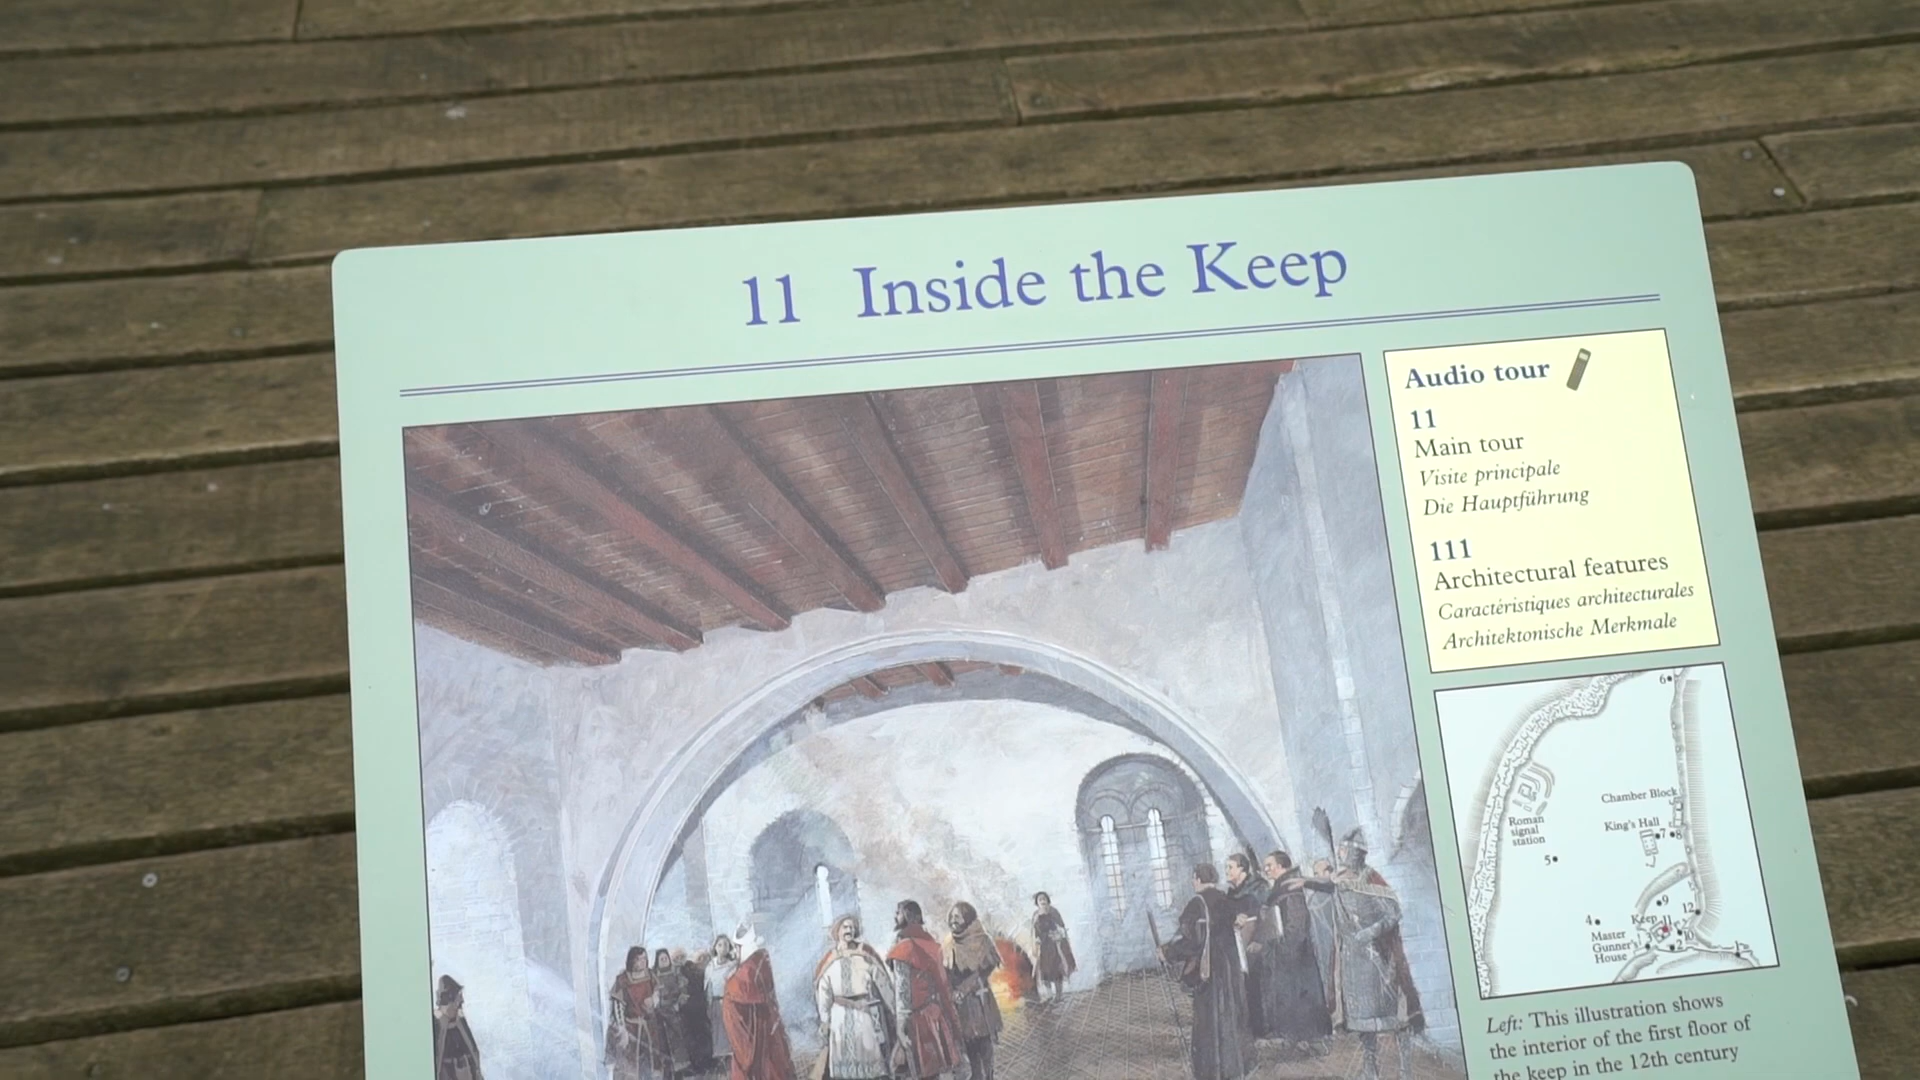 11 Inside the Keep
Audio tour
11
Main tour
Visite principale
Die Hauptführung
111
Architectural features
Caractéristiques architecturales
Architektonische Merkmale
6
Chamber Block
King's Hall
7 8
Roman
signal
station
5
9
12
4
Keep 11
10
Master
Gunner's
House
2
Left: This illustration shows
the interior of the first floor of
the keep in the 12th century